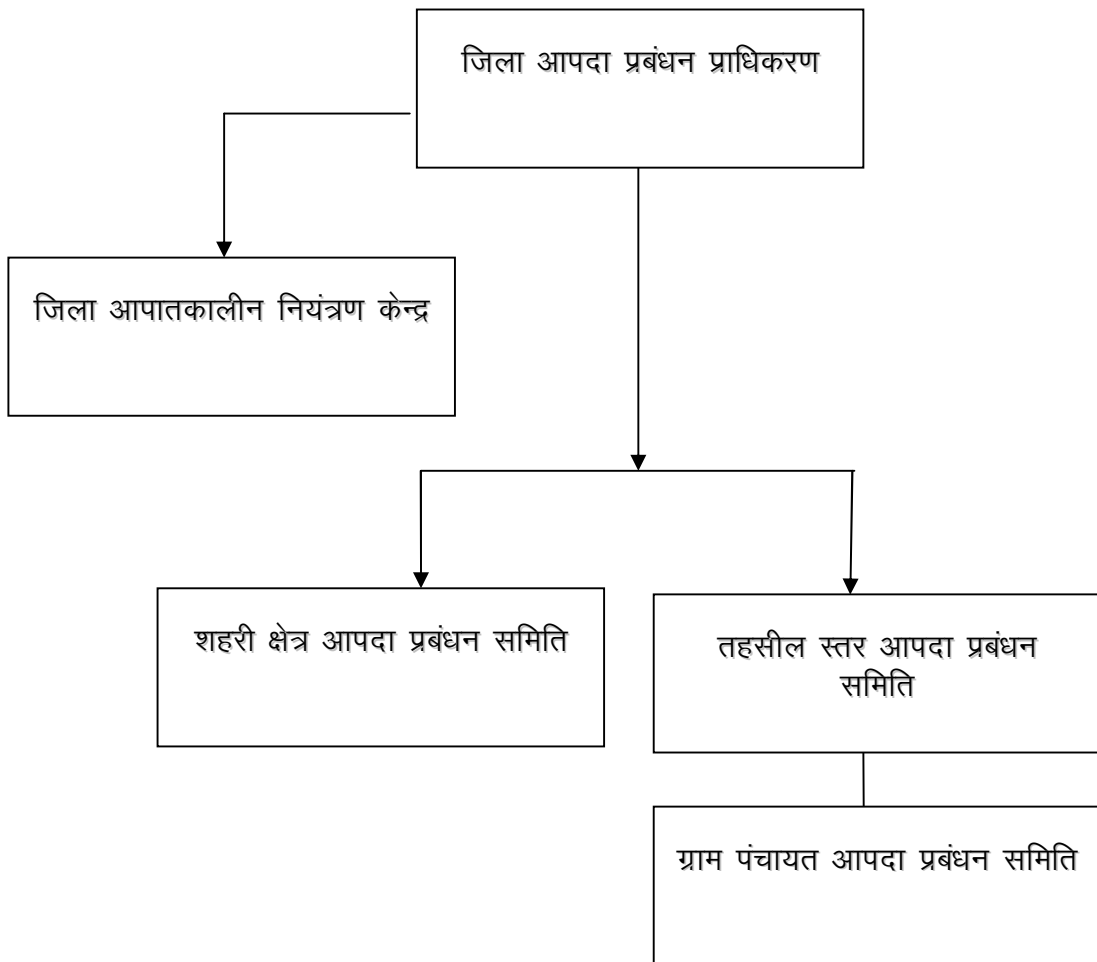 जिला आपदा प्रबंधन प्राधिकरण
जिला आपातकालीन नियंत्रण केन्द्र
शहरी क्षेत्र आपदा प्रबंधन समिति
तहसील स्तर आपदा प्रबंधन
समिति
ग्राम पंचायत आपदा प्रबंधन समिति